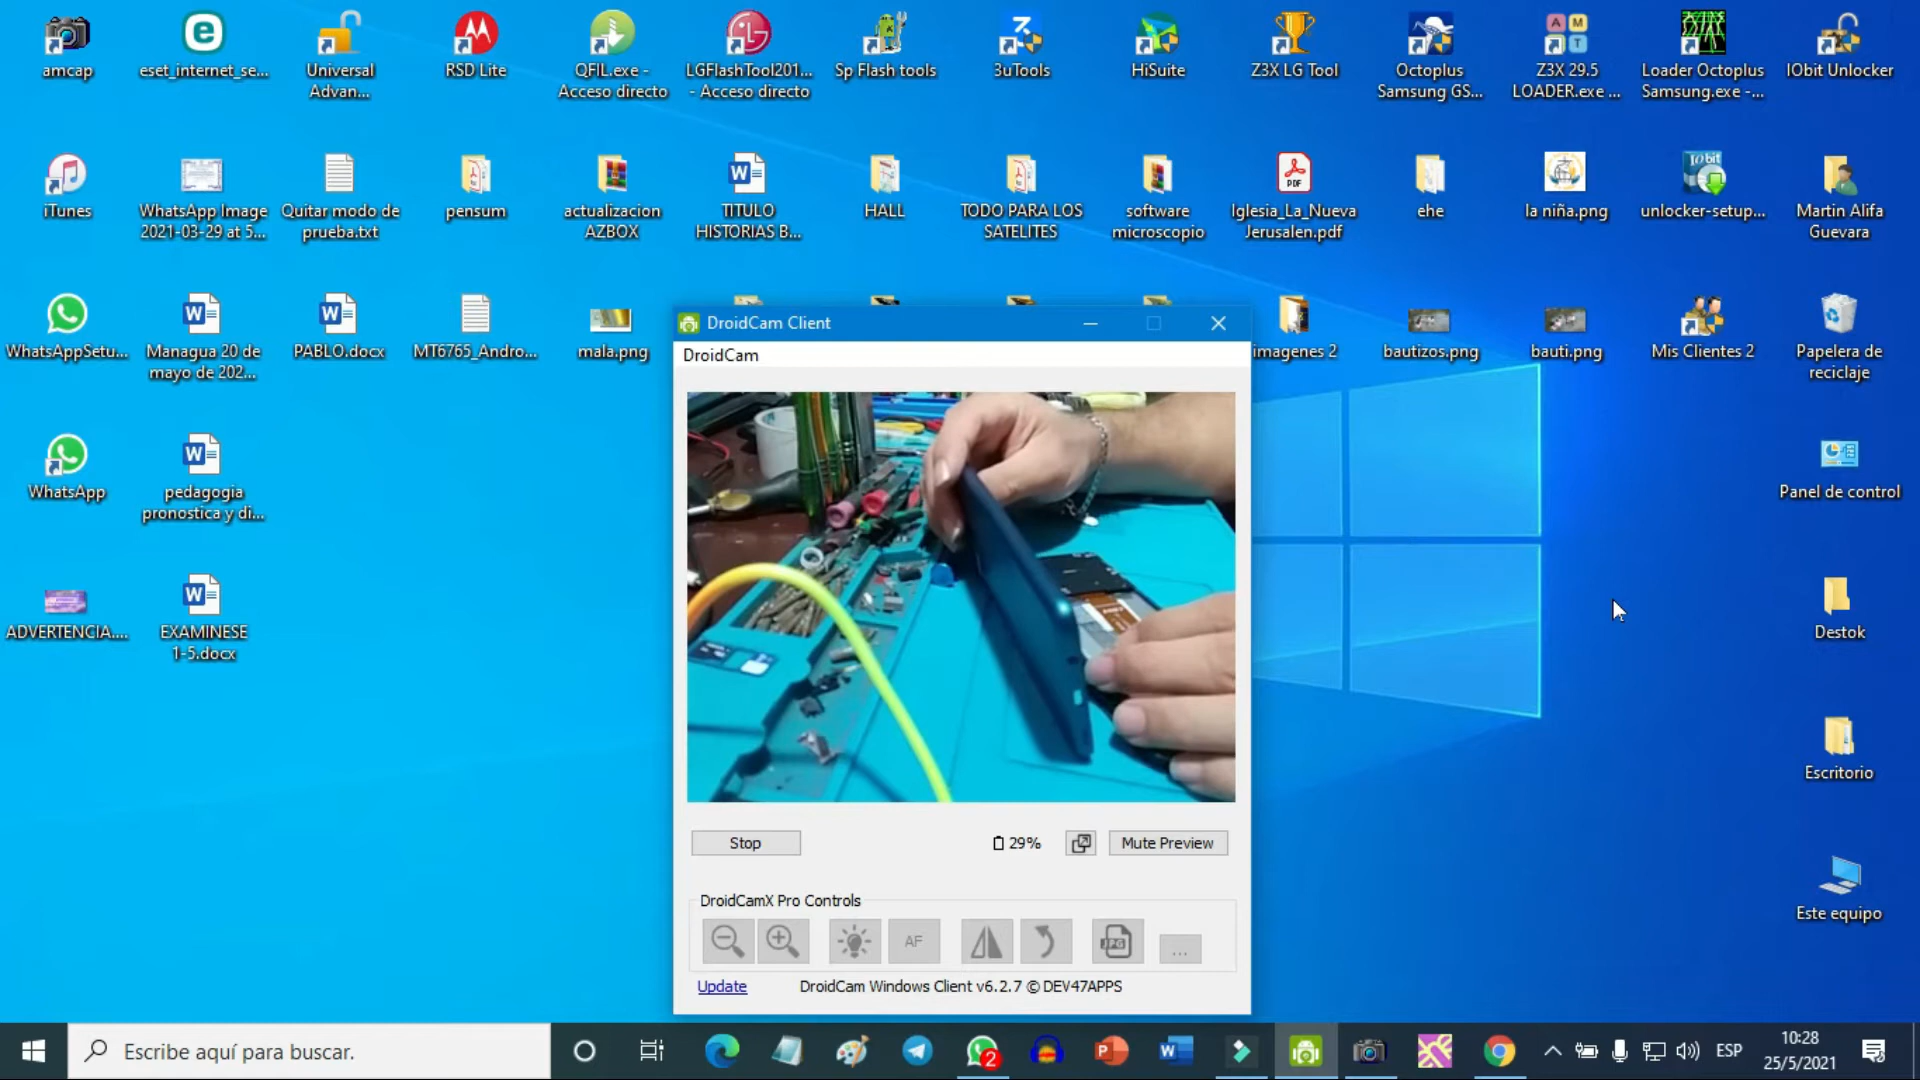 amcap
eset_internet_se...
Universal
Advan...
RSD Lite
QFIL.exe -
Acceso directo
LGFlashTool201...
- Acceso directo
Sp Flash tools
3uTools
HiSuite
Z3X LG Tool
Octoplus
Samsung GS...
Z3X 29.5
LOADER.exe ...
Loader Octoplus
Samsung.exe -...
IObit Unlocker
iTunes
WhatsApp Image
2021-03-29 at 5...
Quitar modo de
prueba.txt
pensum
actualizacion
AZBOX
TITULO
HISTORIAS B...
HALL
TODO PARA LOS
SATELITES
software
microscopio
Iglesia_La_Nueva
Jerusalen.pdf
ehe
la niña.png
unlocker-setup...
Martin Alifa
Guevara
WhatsAppSetu...
Managua 20 de
mayo de 202...
PABLO.docx
MT6765_Andro...
mala.png
imagenes 2
bautizos.png
bauti.png
Mis Clientes 2
Papelera de
reciclaje
WhatsApp
pedagogia
pronostica y di...
Panel de control
ADVERTENCIA....
EXAMINESE
1-5.docx
Destok
Escritorio
Este equipo
DroidCam Client
DroidCam
Stop
29%
Mute Preview
DroidCamX Pro Controls
AF
JPG
...
Update
DroidCam Windows Client v6.2.7 © DEV47APPS
Escribe aquí para buscar.
2
ESP
10:28
25/5/2021